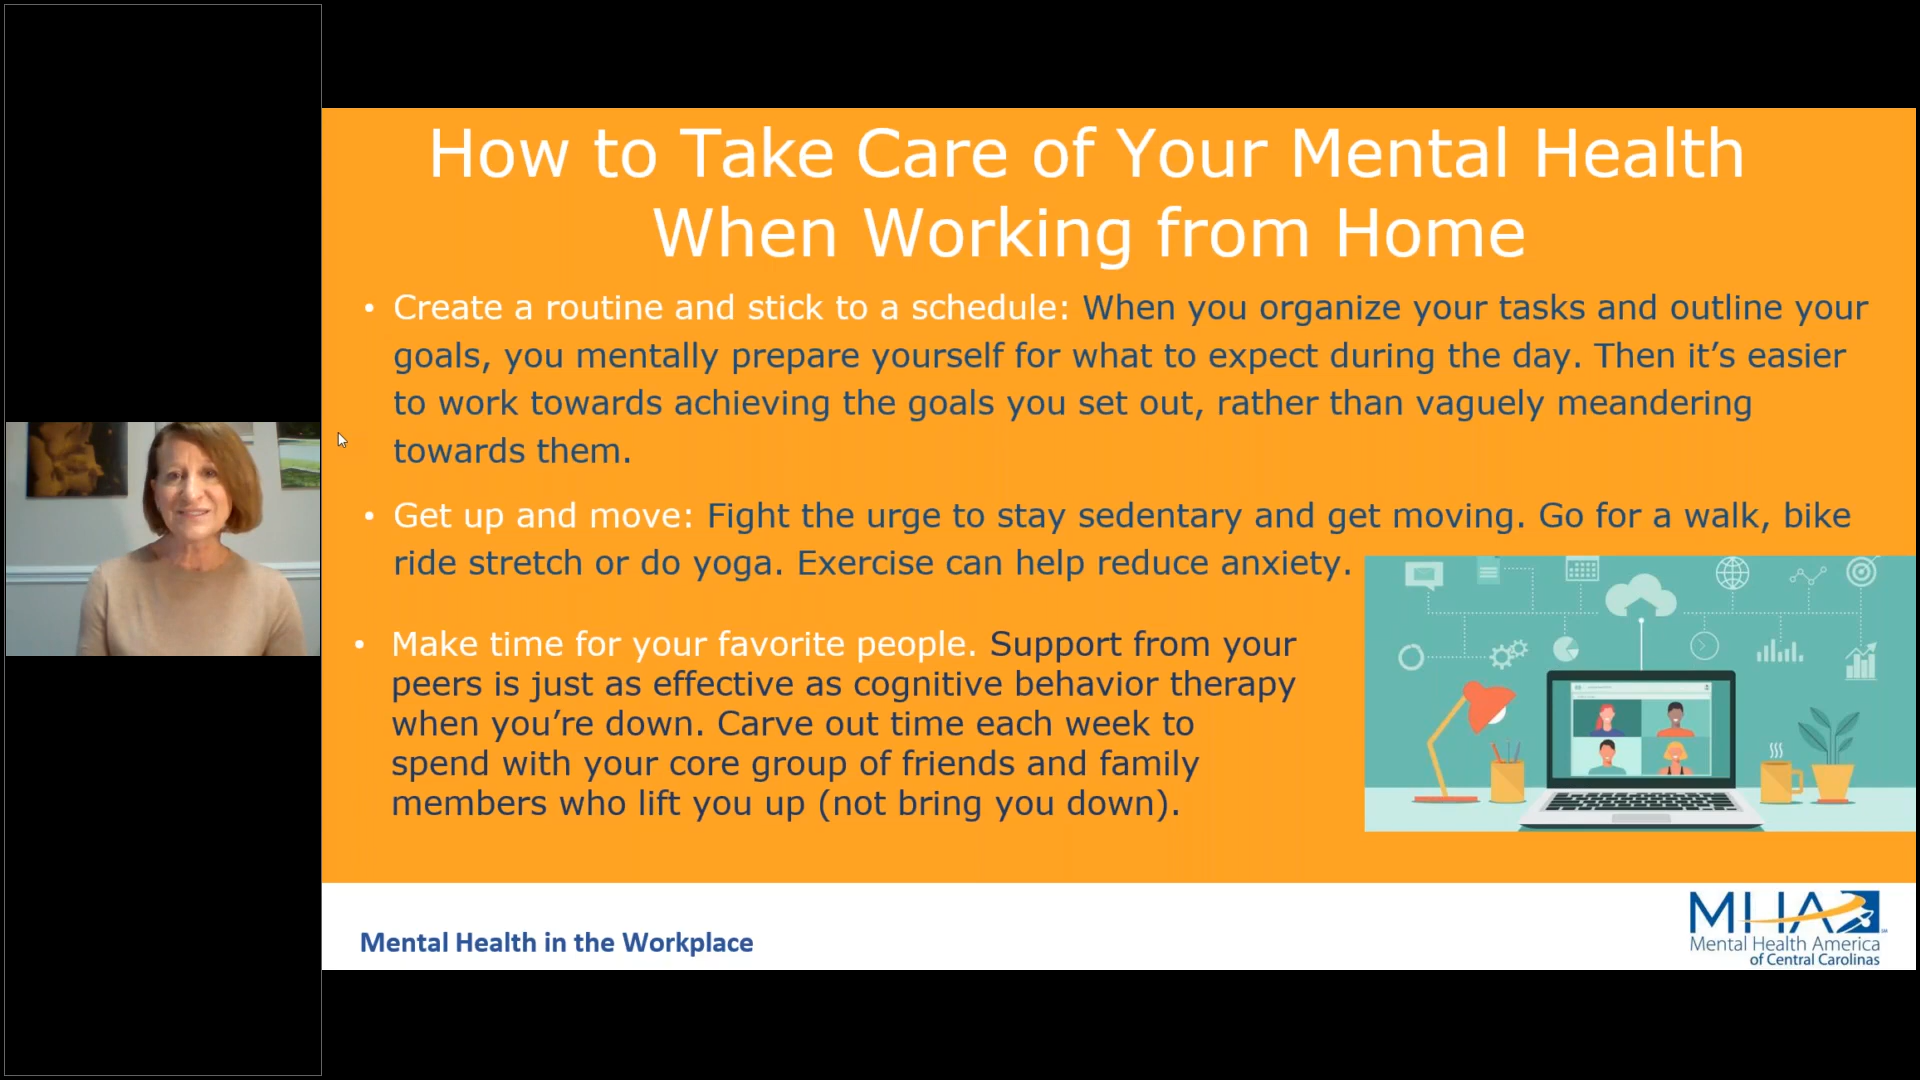 How to Take Care of Your Mental Health
When Working from Home
• Create a routine and stick to a schedule: When you organize your tasks and outline your
goals, you mentally prepare yourself for what to expect during the day. Then it’s easier
to work towards achieving the goals you set out, rather than vaguely meandering
towards them.
• Get up and move: Fight the urge to stay sedentary and get moving. Go for a walk, bike
ride stretch or do yoga. Exercise can help reduce anxiety.
• Make time for your favorite people. Support from your
peers is just as effective as cognitive behavior therapy
when you’re down. Carve out time each week to
spend with your core group of friends and family
members who lift you up (not bring you down).
Mental Health in the Workplace
MHA
Mental Health America
of Central Carolinas